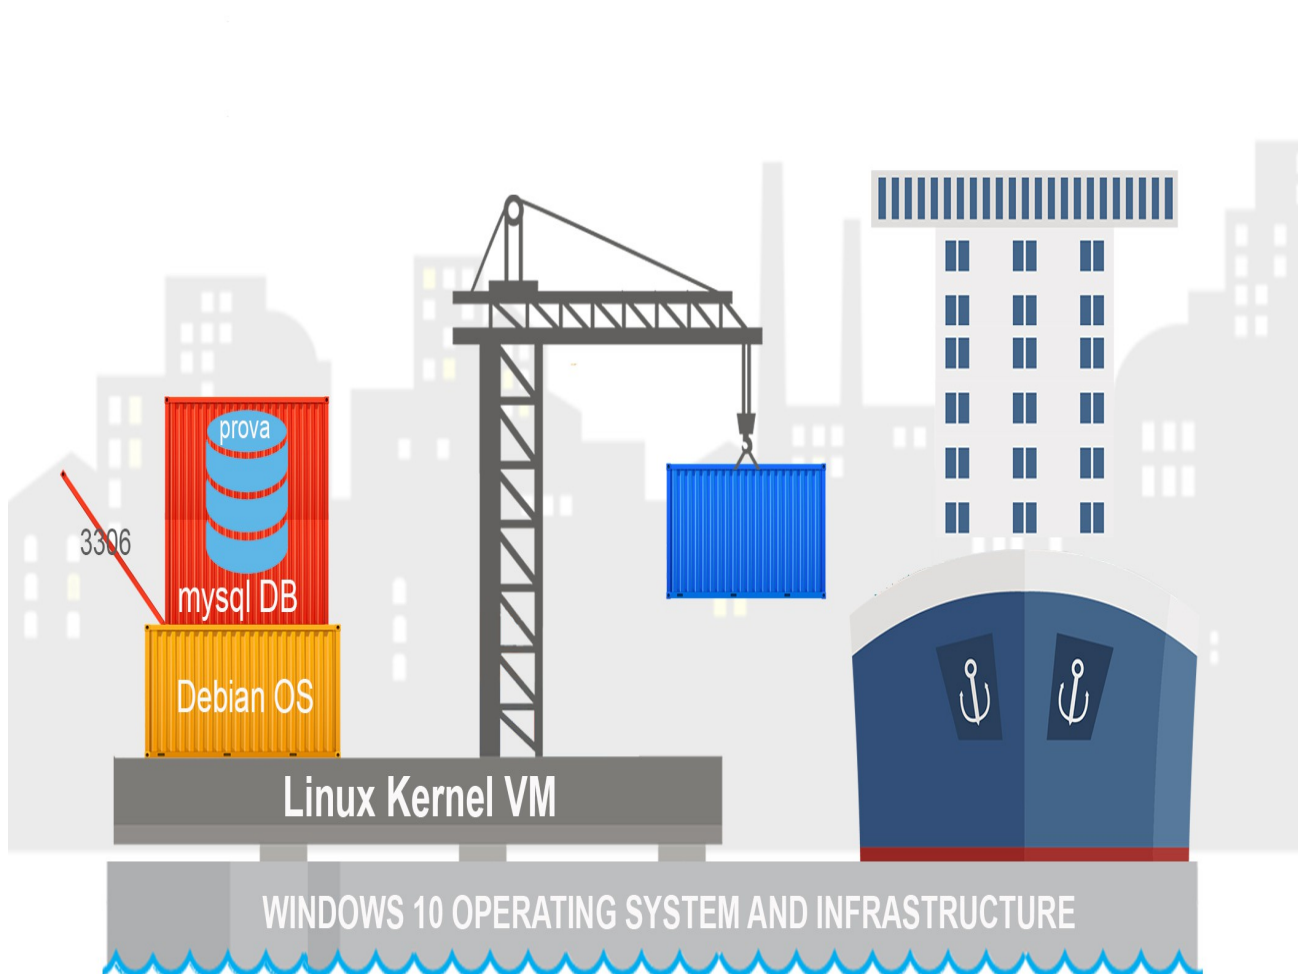 prova
3306
mysql DB
Debian OS
Linux Kernel VM
WINDOWS 10 OPERATING SYSTEM AND INFRASTRUCTURE